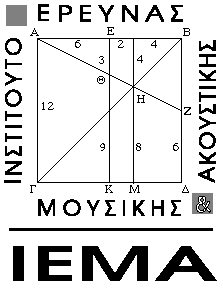 ΕΡΕΥΝΑΣ
ΙΝΣΤΙΤΟΥΤΟ
Α Ε Β
6 2 4
3 4
Θ
Η
12
Ζ
9 8 6
Γ Κ Μ Δ
ΑΚΟΥΣΤΙΚΗΣ
&
ΜΟΥΣΙΚΗΣ
ΙΕΜΑ